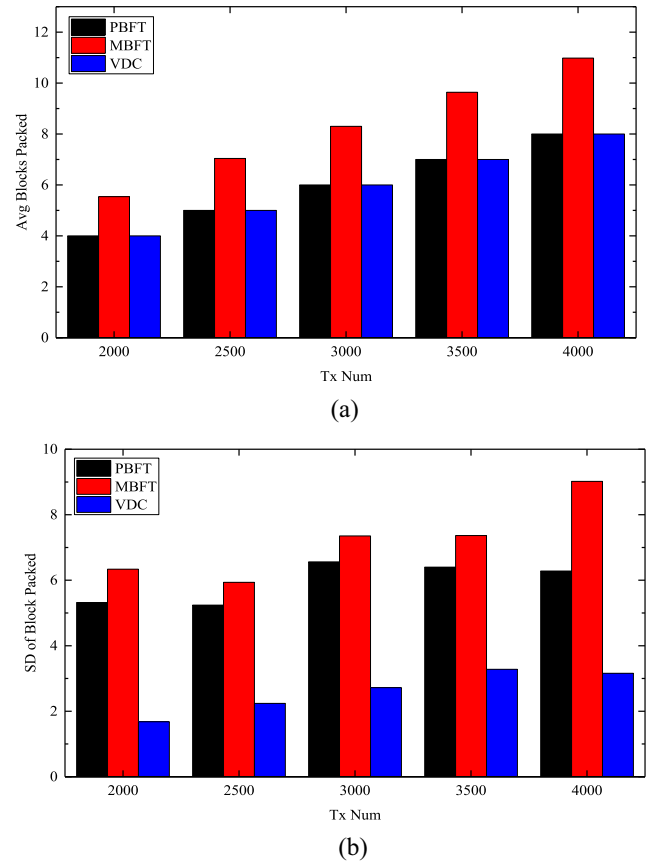 PBFT
MBFT
VDC
12
10
8
6
4
2
0
Avg Blocks Packed
2000 2500 3000 3500 4000
Tx Num
(a)
PBFT
MBFT
VDC
10
8
6
4
2
0
SD of Block Packed
2000 2500 3000 3500 4000
Tx Num
(b)